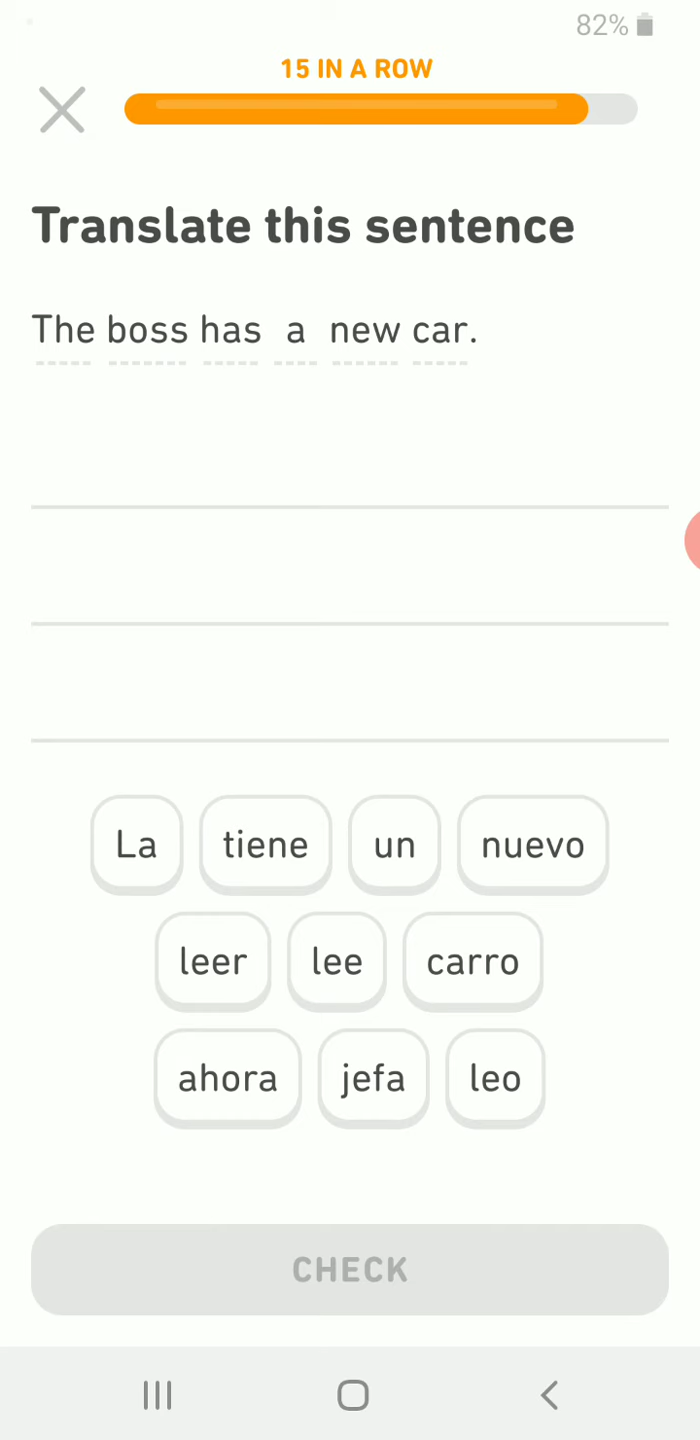 82%
15 IN A ROW
Translate this sentence
The boss has a new car.
La tiene un nuevo
leer lee carro
ahora jefa leo
CHECK